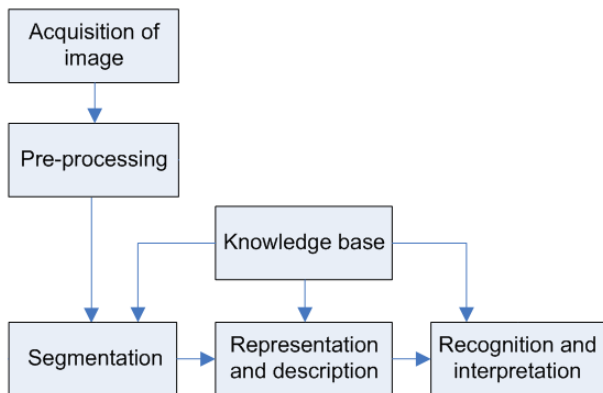 Acquisition of
image
Pre-processing
Knowledge base
Segmentation
Representation
and description
Recognition and
interpretation